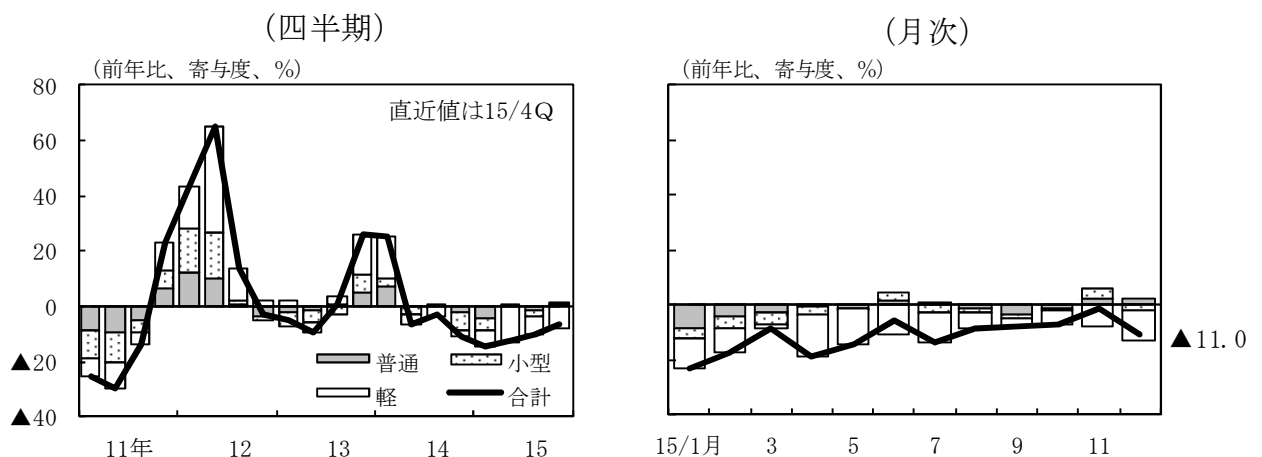 (四半期)
(前年比、寄与度、%)
80
60
40
20
0
▲20
▲40
直近値は15/4Q
普通
小型
軽
合計
11年 12 13 14 15
(月次)
(前年比、寄与度、%)
▲11.0
15/1月 3 5 7 9 11